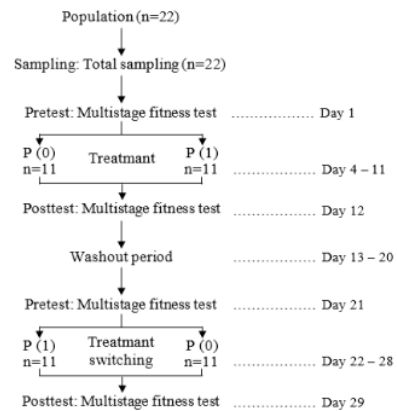 Population (n=22)
Sampling: Total sampling (n=22)
Pretest: Multistage fitness test ................. Day 1
P (0) Treatmant P (1)
n=11 n=11 ................. Day 4 – 11
Posttest: Multistage fitness test ................. Day 12
Washout period ................. Day 13 – 20
Pretest: Multistage fitness test ................. Day 21
P (1) Treatmant P (0)
n=11 switching n=11 ................. Day 22 – 28
Posttest: Multistage fitness test ................. Day 29